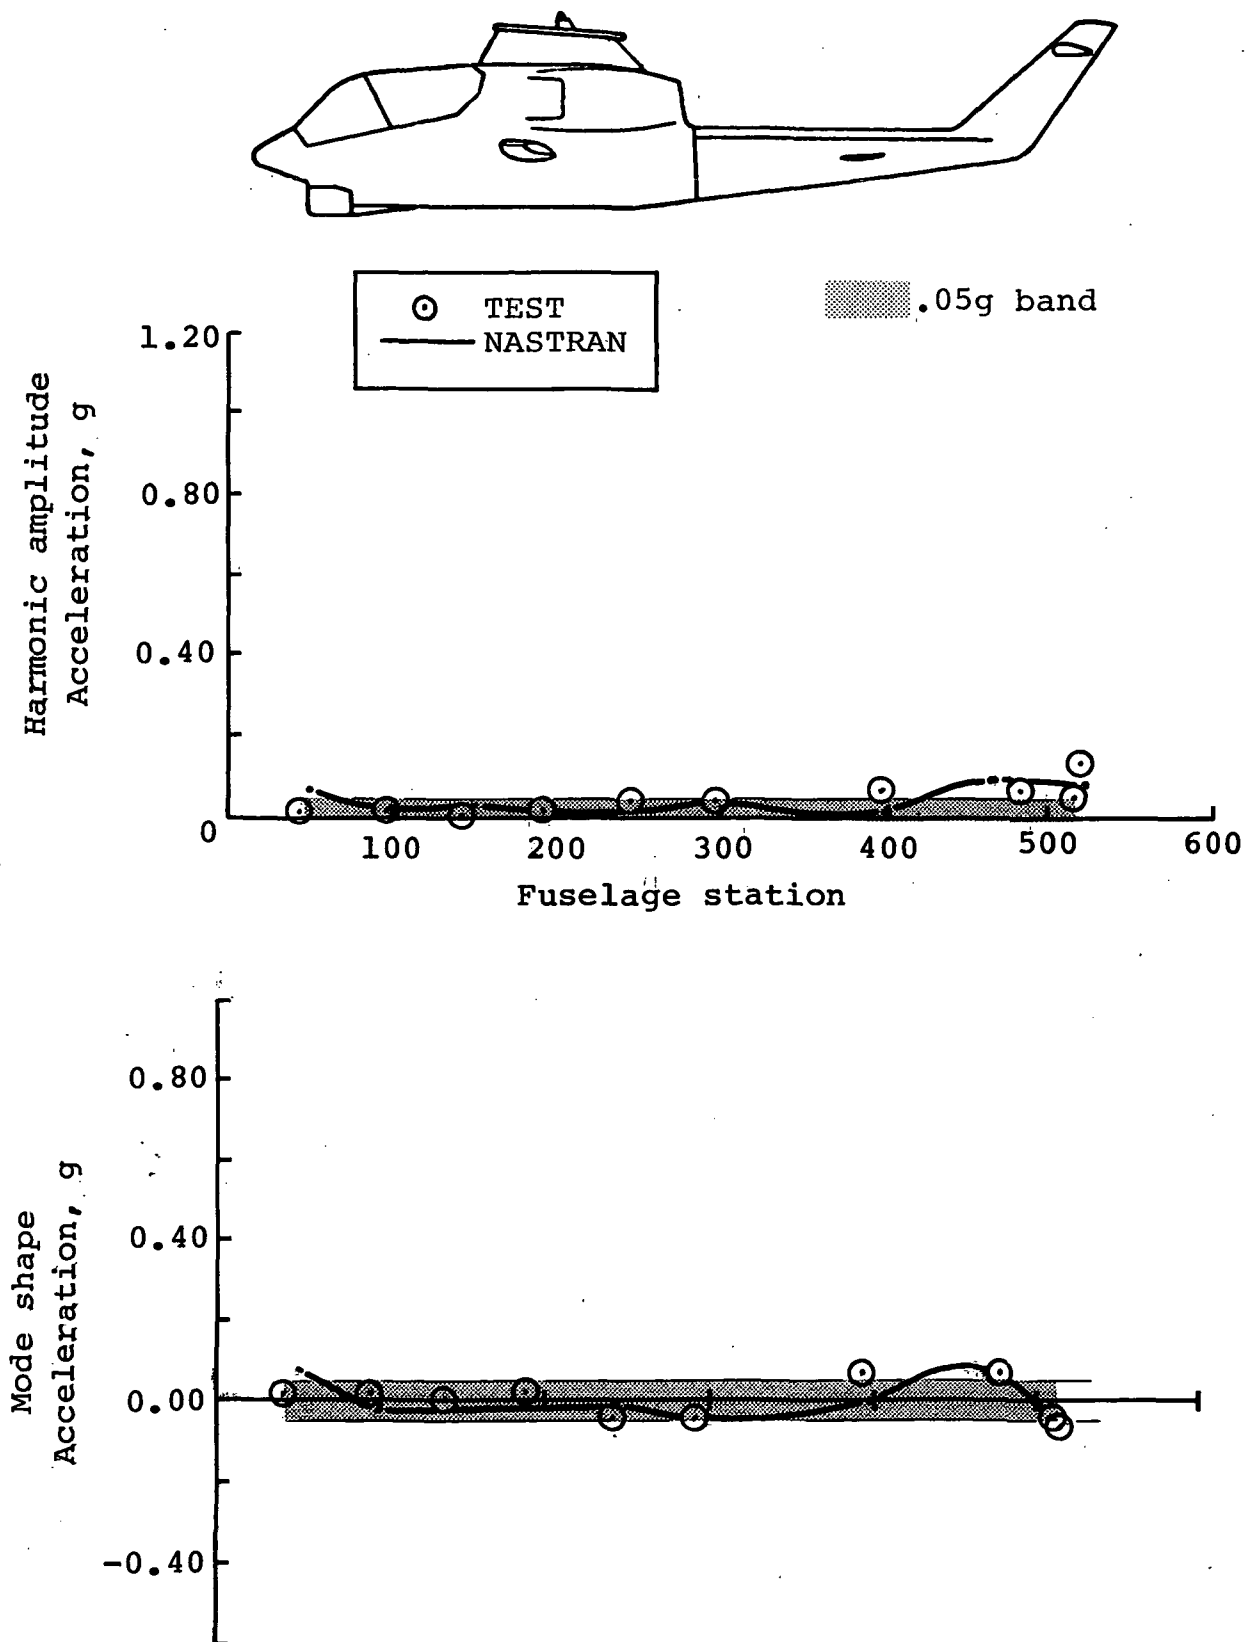 TEST
NASTRAN
.05g band
Harmonic amplitude
Acceleration, g
1.20
0.80
0.40
0
100 200 300 400 500 600
Fuselage station
Mode shape
Acceleration, g
0.80
0.40
0.00
-0.40